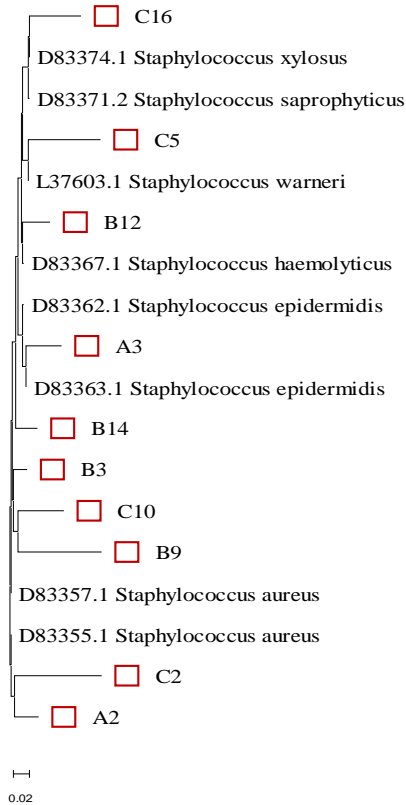 C16
D83374.1 Staphylococcus xylosus
D83371.2 Staphylococcus saprophyticus
C5
L37603.1 Staphylococcus warneri
B12
D83367.1 Staphylococcus haemolyticus
D83362.1 Staphylococcus epidermidis
A3
D83363.1 Staphylococcus epidermidis
B14
B3
C10
B9
D83357.1 Staphylococcus aureus
D83355.1 Staphylococcus aureus
C2
A2
0.02